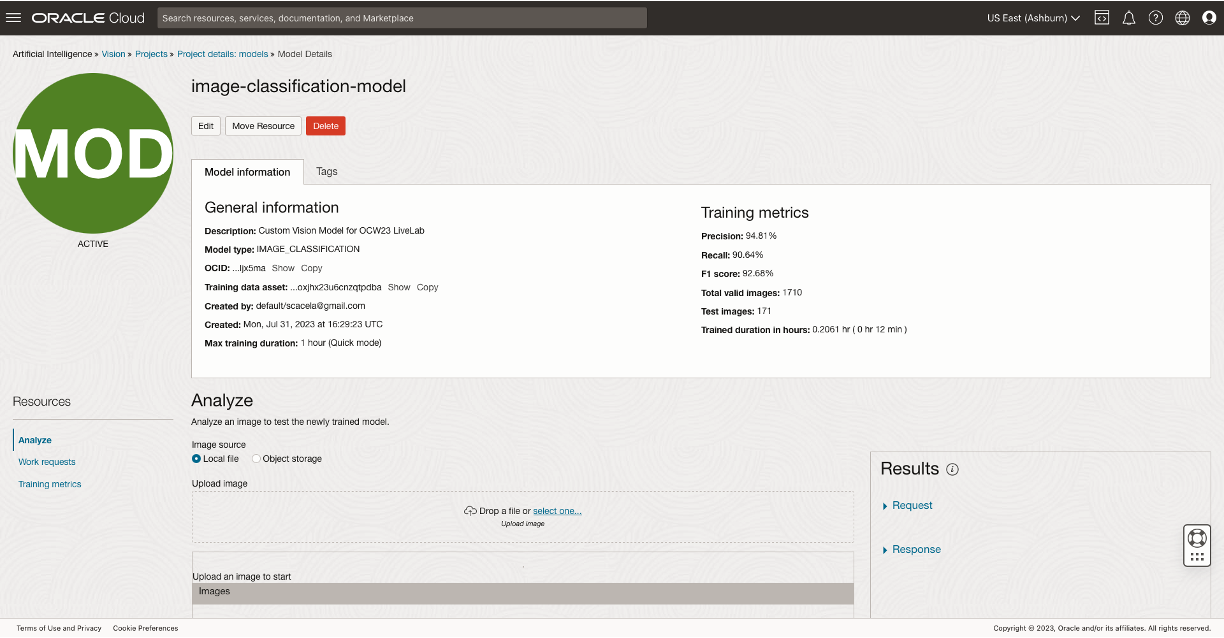 ORACLE Cloud
Search resources, services, documentation, and Marketplace
US East (Ashburn)
Artificial Intelligence » Vision » Projects » Project details: models » Model Details
MOD
ACTIVE
image-classification-model
Edit Move Resource Delete
Model information Tags
General information
Description: Custom Vision Model for OCW23 LiveLab
Model type: IMAGE_CLASSIFICATION
OCID: ...ljx5ma Show Copy
Training data asset: ...oxjhx23u6cnzqtpdba Show Copy
Created by: default/scacela@gmail.com
Created: Mon, Jul 31, 2023 at 16:29:23 UTC
Max training duration: 1 hour (Quick mode)
Training metrics
Precision: 94.81%
Recall: 90.64%
F1 score: 92.68%
Total valid images: 1710
Test images: 171
Trained duration in hours: 0.2061 hr ( 0 hr 12 min )
Resources
Analyze
Work requests
Training metrics
Analyze
Analyze an image to test the newly trained model.
Image source
Local file Object storage
Upload image
Drop a file or select one...
Upload image
Upload an image to start
Images
Results
Request
Response
Terms of Use and Privacy Cookie Preferences
Copyright © 2023, Oracle and/or its affiliates. All rights reserved.